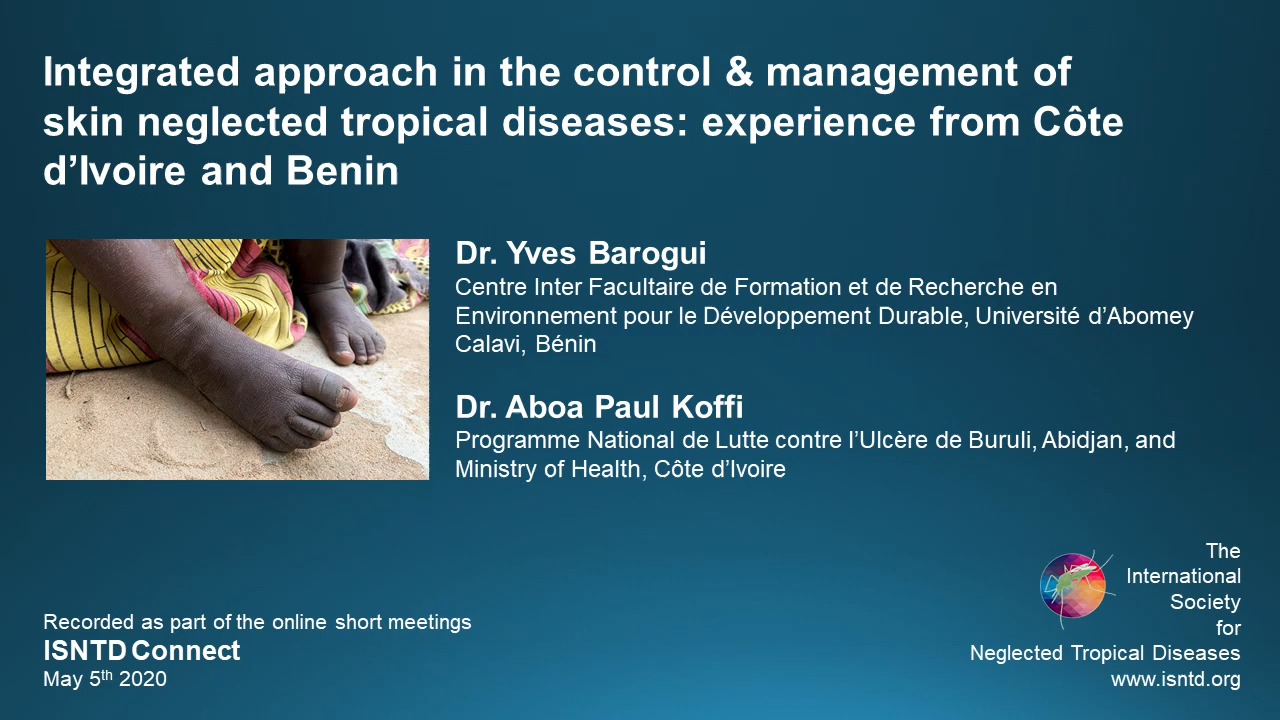 Integrated approach in the control & management of
skin neglected tropical diseases: experience from Côte
d’Ivoire and Benin
Dr. Yves Barogui
Centre Inter Facultaire de Formation et de Recherche en
Environnement pour le Développement Durable, Université d’Abomey
Calavi, Bénin
Dr. Aboa Paul Koffi
Programme National de Lutte contre l’Ulcère de Buruli, Abidjan, and
Ministry of Health, Côte d’Ivoire
Recorded as part of the online short meetings
ISNTD Connect
May 5th 2020
The
International
Society
for
Neglected Tropical Diseases
www.isntd.org